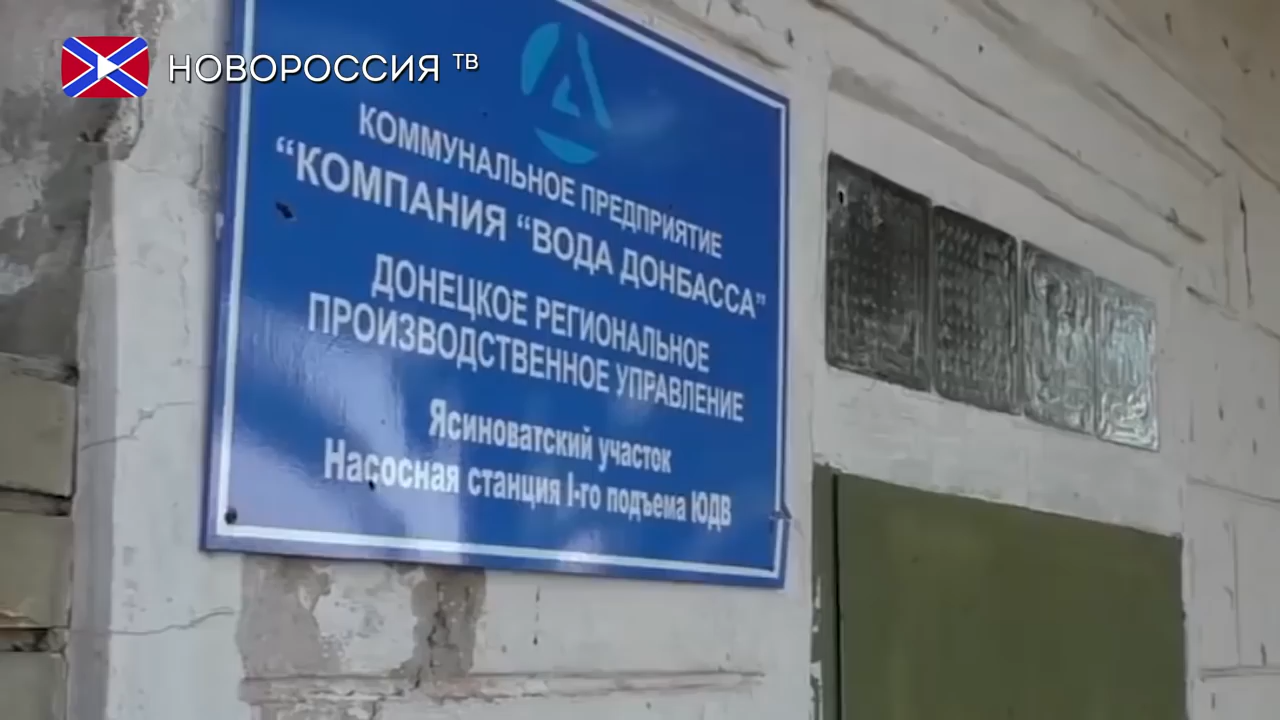 НОВОРОССИЯ ТВ
КОММУНАЛЬНОЕ ПРЕДПРИЯТИЕ
“КОМПАНИЯ “ВОДА ДОНБАССА”
ДОНЕЦКОЕ РЕГИОНАЛЬНОЕ
ПРОИЗВОДСТВЕННОЕ УПРАВЛЕНИЕ
Ясиноватский участок
Насосная станция I-го подъема ЮДВ